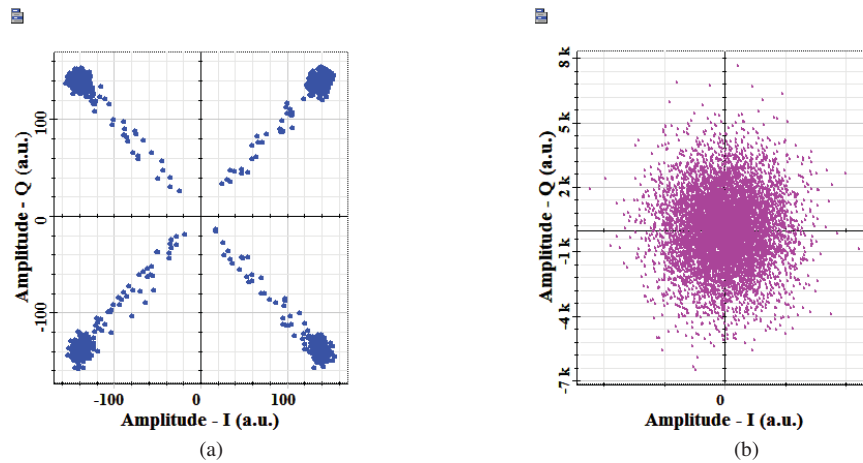 Amplitude - Q (a.u.)
100
0
-100
-100 0 100
Amplitude - I (a.u.)
(a)
Amplitude - Q (a.u.)
8 k
5 k
2 k
-1 k
-4 k
-7 k
0
Amplitude - I (a.u.)
(b)